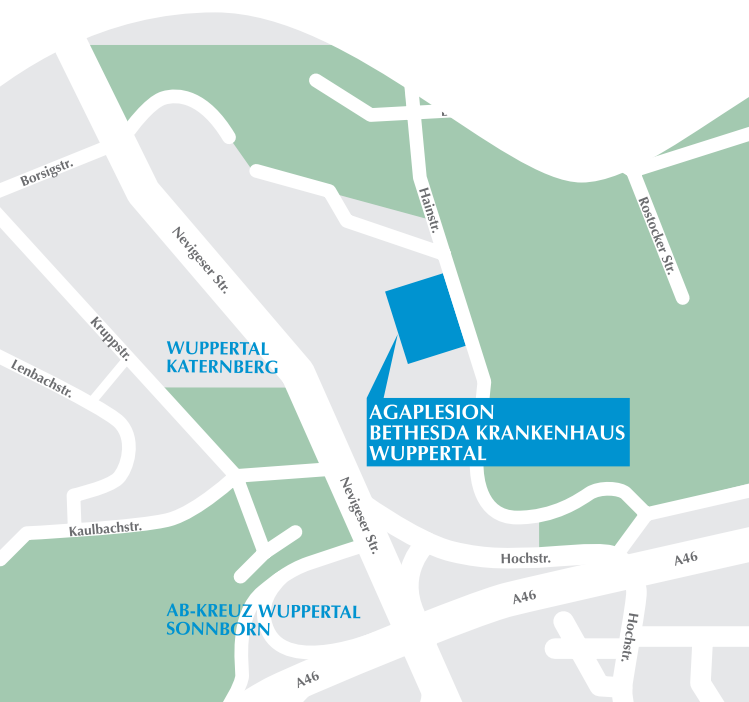 Borsigstr.
Hainstr.
Rostocker Str.
Nevigeser Str.
Kruppstr.
WUPPERTAL
KATERNBERG
Lenbachstr.
AGAPLESION
BETHESDA KRANKENHAUS
WUPPERTAL
Nevigeser Str.
Kaulbachstr.
Hochstr.
A46
A46
AB-KREUZ WUPPERTAL
SONNBORN
Hochstr.
A46